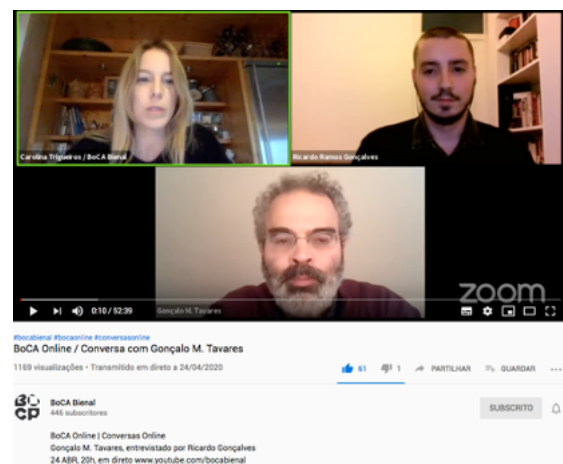 Carolina Trigueiros / BoCA Bienal
Ricardo Ramos Gonçalves
zoom
0:10 / 52:39
Gonçalo M. Tavares
#bocabienal #bocaonline #conversasonline
BoCA Online / Conversa com Gonçalo M. Tavares
1169 visualizações • Transmitido em direto a 24/04/2020
61
1
PARTILHAR
GUARDAR
BoCA Bienal
446 subscritores
SUBSCRITO
BoCA Online | Conversas Online
Gonçalo M. Tavares, entrevistado por Ricardo Gonçalves
24 ABR, 20h, em direto www.youtube.com/bocabienal